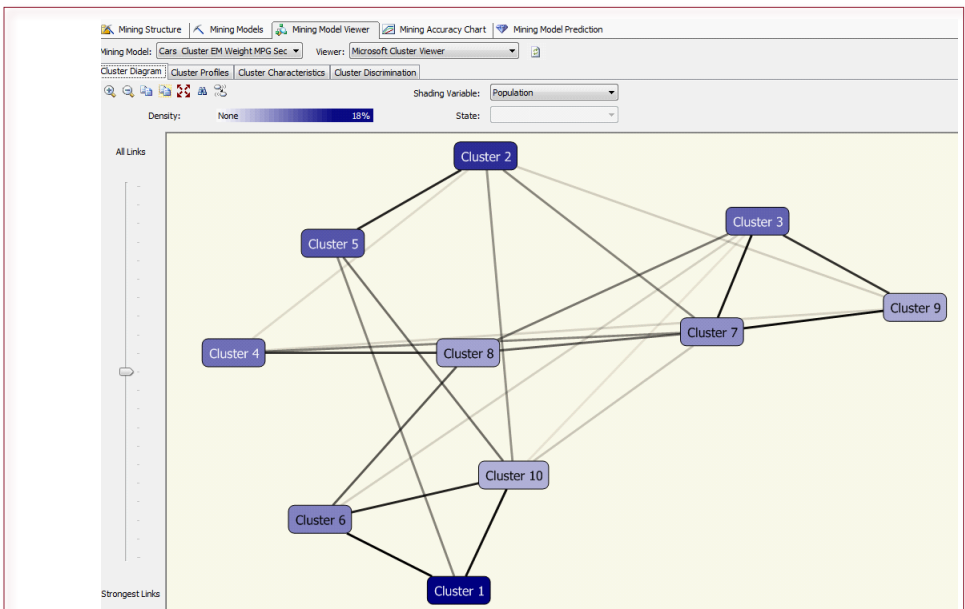 Mining Structure Mining Models Mining Model Viewer Mining Accuracy Chart Mining Model Prediction
Mining Model: Cars Cluster EM Weight MPG Sec Viewer: Microsoft Cluster Viewer
Cluster Diagram Cluster Profiles Cluster Characteristics Cluster Discrimination
Shading Variable: Population
Density: None 18% State:
All Links
Cluster 2
Cluster 3
Cluster 5
Cluster 9
Cluster 7
Cluster 4
Cluster 8
Cluster 10
Cluster 6
Cluster 1
Strongest Links